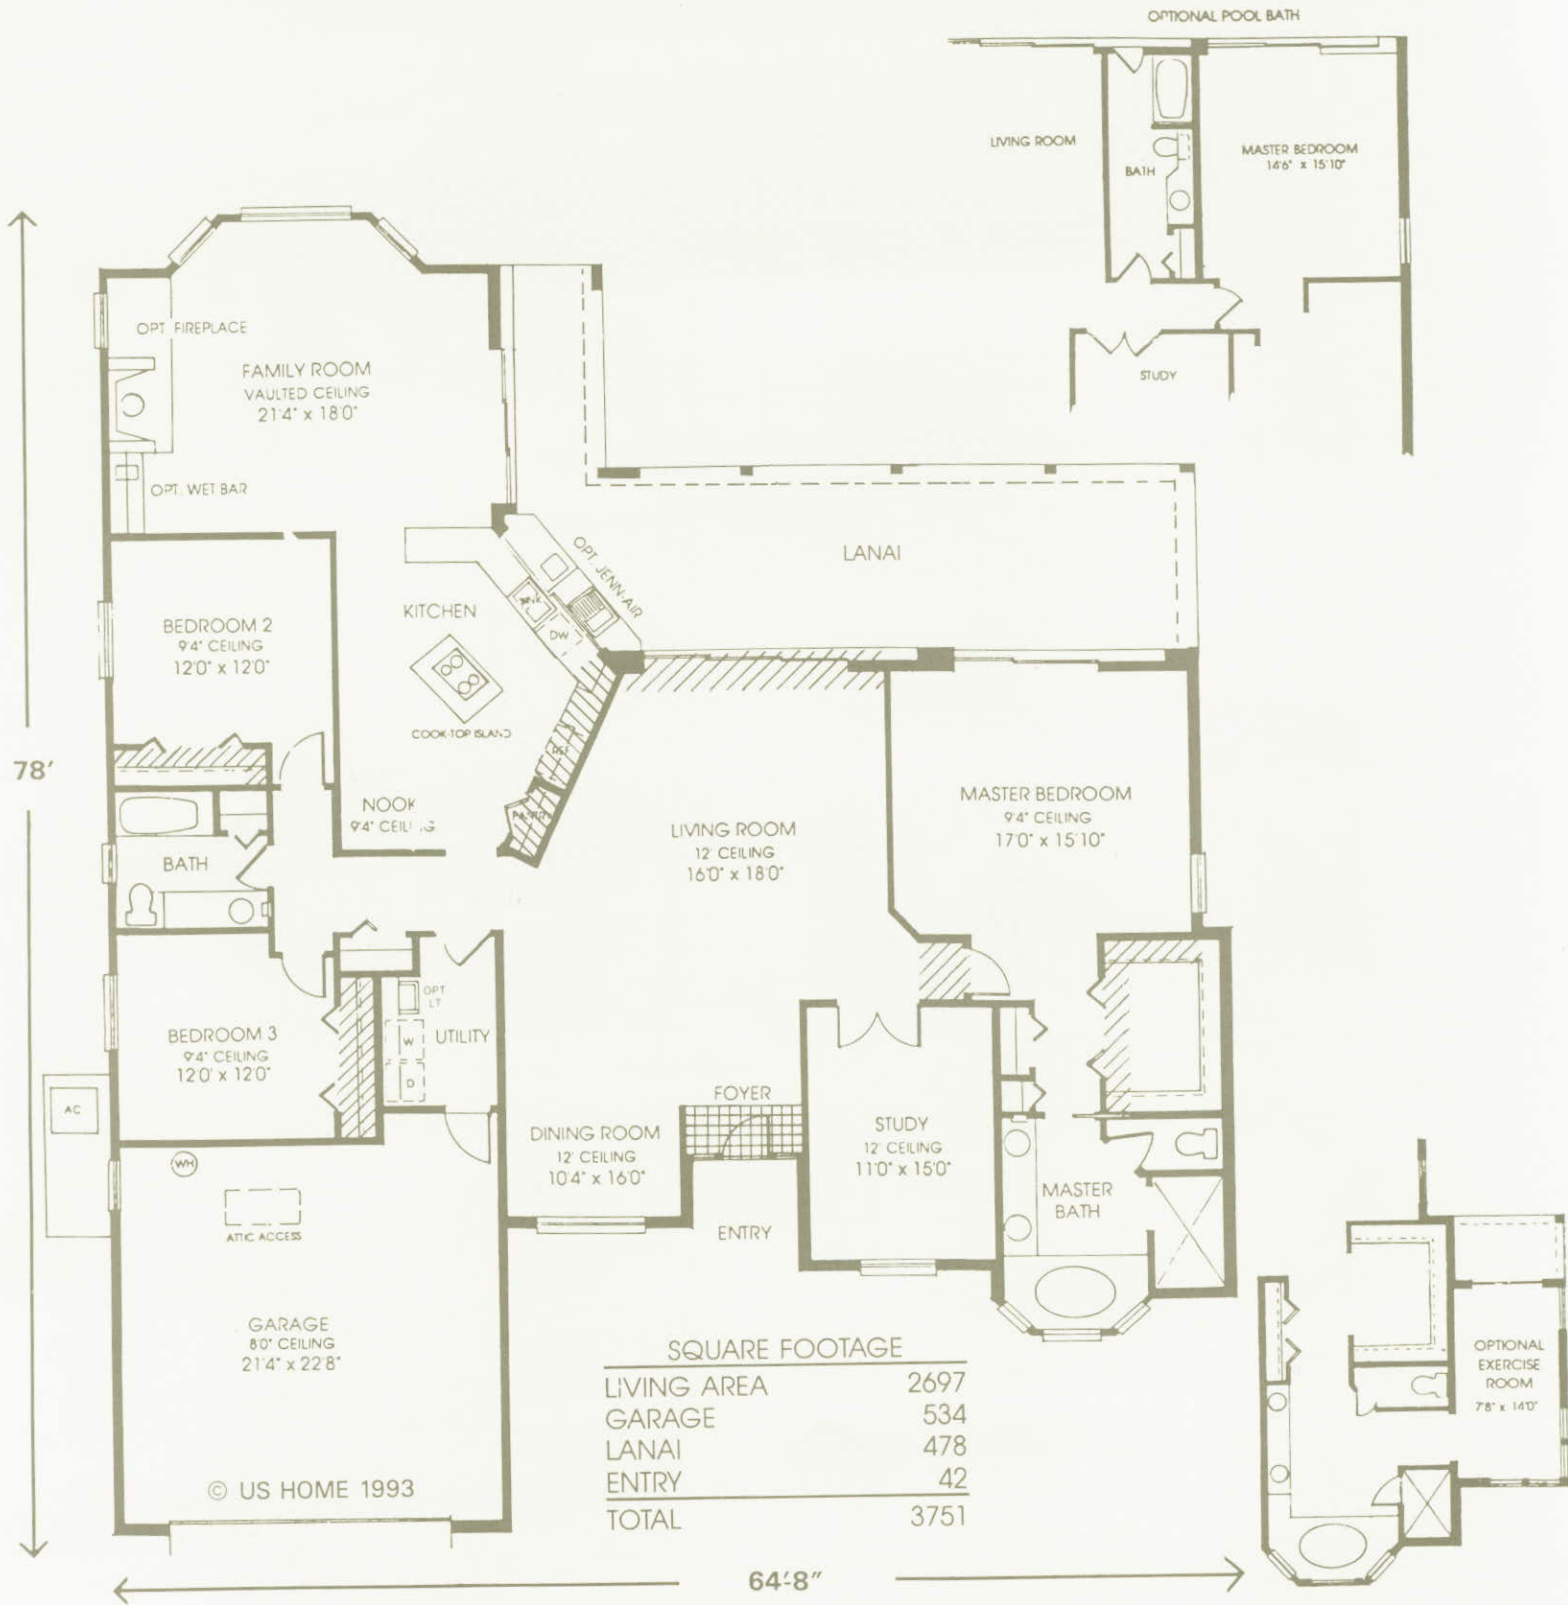 OPTIONAL POOL BATH
LIVING ROOM
BATH
MASTER BEDROOM
14'6" x 15'10"
STUDY
OPT. FIREPLACE
FAMILY ROOM
VAULTED CEILING
21'4" x 18'0"
OPT. WET BAR
OPT. JENN-AIR
LANAI
KITCHEN
DW
COOK-TOP ISLAND
REF
PANTRY
NOOK
9'4" CEILING
BEDROOM 2
9'4" CEILING
12'0" x 12'0"
78'
BATH
LIVING ROOM
12' CEILING
16'0" x 18'0"
MASTER BEDROOM
9'4" CEILING
17'0" x 15'10"
OPT
LT
W
D
UTILITY
BEDROOM 3
9'4" CEILING
12'0' x 12'0"
AC
FOYER
DINING ROOM
12' CEILING
10'4" x 16'0"
STUDY
12' CEILING
11'0" x 15'0"
MASTER
BATH
WH
ATTIC ACCESS
ENTRY
GARAGE
8'0" CEILING
21'4" x 22'8"
OPTIONAL
EXERCISE
ROOM
7'8" x 14'0"
SQUARE FOOTAGE
LIVING AREA 2697
GARAGE 534
LANAI 478
ENTRY 42
TOTAL 3751
© US HOME 1993
64'-8"